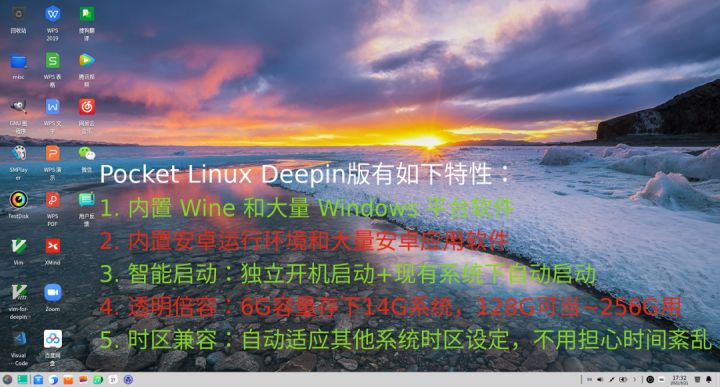 回收站
WPS
2019
搜狗翻
译
misc
WPS 表
格
腾讯视
频
GNU 图
WPS 文
字
网易云
音乐
SMPlay
er
WPS 演
示
微信
TestDisk
WPS
PDF
用户反
馈
Vim
XMind
vim-for-
deepin
Zoom
Visual
… Code
百度网
盘
Pocket Linux Deepin版有如下特性：
1. 内置 Wine 和大量 Windows 平台软件
2. 内置安卓运行环境和大量安卓应用软件
3. 智能启动：独立开机启动+现有系统下自动启动
4. 透明倍容：6G容量存下14G系统，128G可当~256G用
5. 时区兼容：自动适应其他系统时区设定，不用担心时间紊乱
17:32